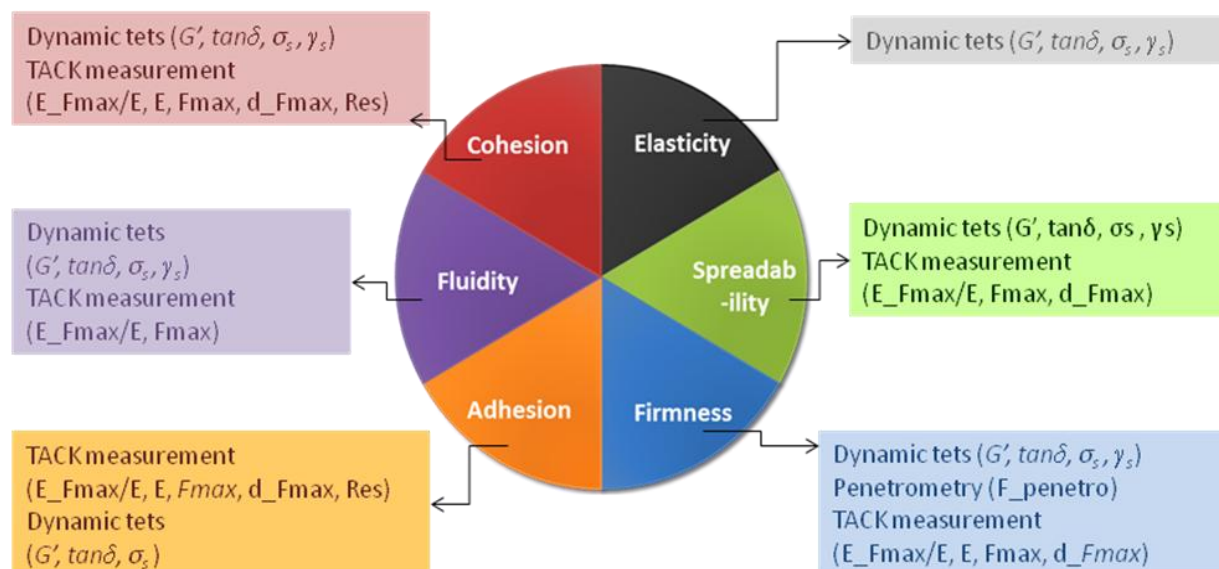 Dynamic tets (G', tanδ, σs, γs)
TACK measurement
(E_Fmax/E, E, Fmax, d_Fmax, Res)
Dynamic tets (G', tanδ, σs, γs)
Cohesion
Elasticity
Dynamic tets
(G', tanδ, σs, γs)
TACK measurement
(E_Fmax/E, Fmax)
Fluidity
Spreadab
-ility
Dynamic tets (G', tanδ, σs , γs)
TACK measurement
(E_Fmax/E, Fmax, d_Fmax)
Adhesion
Firmness
TACK measurement
(E_Fmax/E, E, Fmax, d_Fmax, Res)
Dynamic tets
(G', tanδ, σs)
Dynamic tets (G', tanδ, σs, γs)
Penetrometry (F_penetro)
TACK measurement
(E_Fmax/E, E, Fmax, d_Fmax)